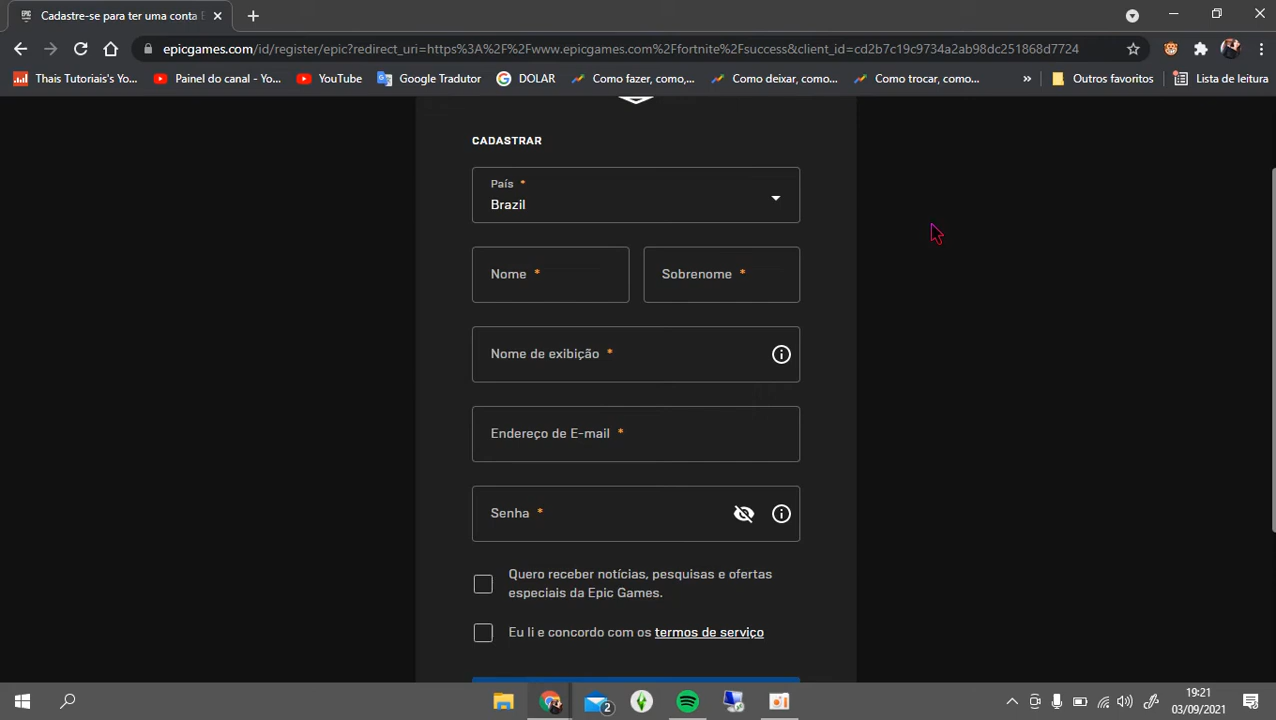 Cadastre-se para ter uma conta
epicgames.com/id/register/epic?redirect_uri=https%3A%2F%2Fwww.epicgames.com%2Ffortnite%2Fsuccess&client_id=cd2b7c19c9734a2ab98dc251868d7724
Thais Tutoriais's Yo... Painel do canal - Yo... YouTube Google Tradutor DOLAR Como fazer, como,... Como deixar, como... Como trocar, como... » Outros favoritos Lista de leitura
CADASTRAR
País *
Brazil
Nome * Sobrenome *
Nome de exibição *
Endereço de E-mail *
Senha *
Quero receber notícias, pesquisas e ofertas
especiais da Epic Games.
Eu li e concordo com os termos de serviço
2
19:21
03/09/2021